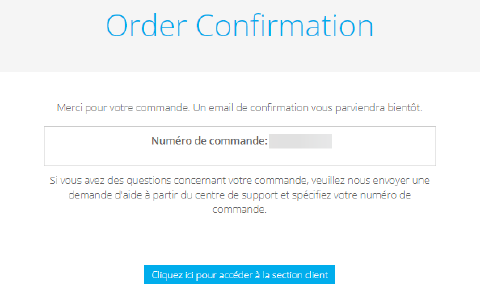 Order Confirmation
Merci pour votre commande. Un email de confirmation vous parviendra bientôt.
Numéro de commande:
Si vous avez des questions concernant votre commande, veuillez nous envoyer une
demande d'aide à partir du centre de support et spécifiez votre numéro de
commande.
Cliquez ici pour accéder à la section client